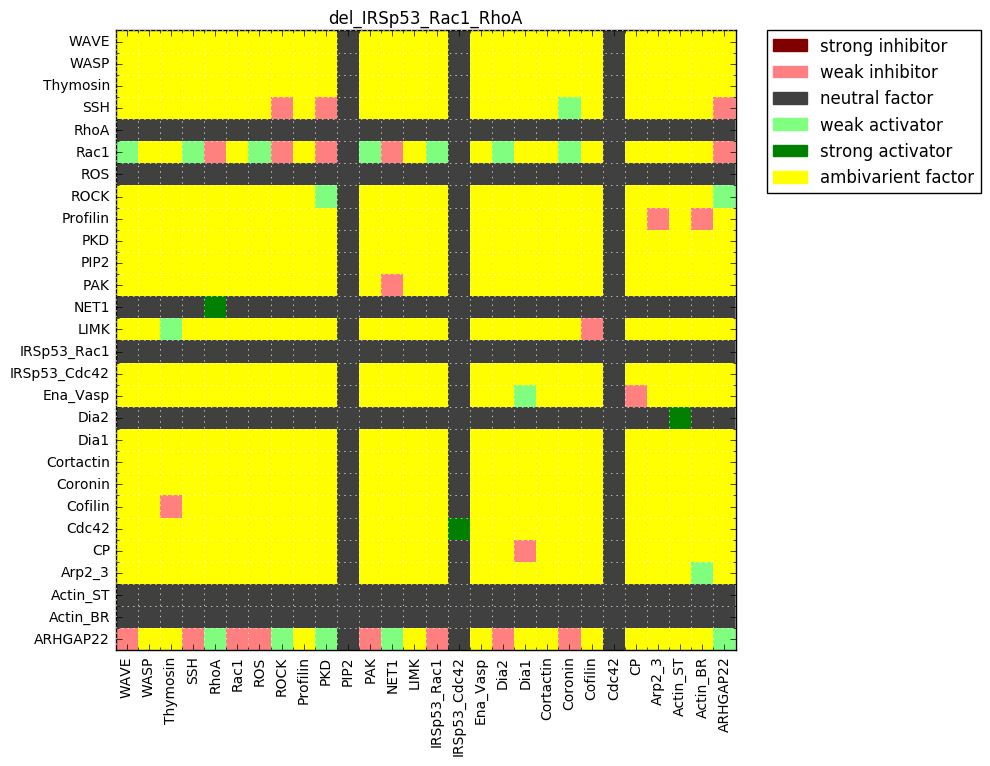 del_IRSp53_Rac1_RhoA
strong inhibitor
weak inhibitor
neutral factor
weak activator
strong activator
ambivarient factor
WAVE
WASP
Thymosin
SSH
RhoA
Rac1
ROS
ROCK
Profilin
PKD
PIP2
PAK
NET1
LIMK
IRSp53_Rac1
IRSp53_Cdc42
Ena_Vasp
Dia2
Dia1
Cortactin
Coronin
Cofilin
Cdc42
CP
Arp2_3
Actin_ST
Actin_BR
ARHGAP22
WAVE
WASP
Thymosin
SSH
RhoA
Rac1
ROS
ROCK
Profilin
PKD
PIP2
PAK
NET1
LIMK
IRSp53_Rac1
IRSp53_Cdc42
Ena_Vasp
Dia2
Dia1
Cortactin
Coronin
Cofilin
Cdc42
CP
Arp2_3
Actin_ST
Actin_BR
ARHGAP22